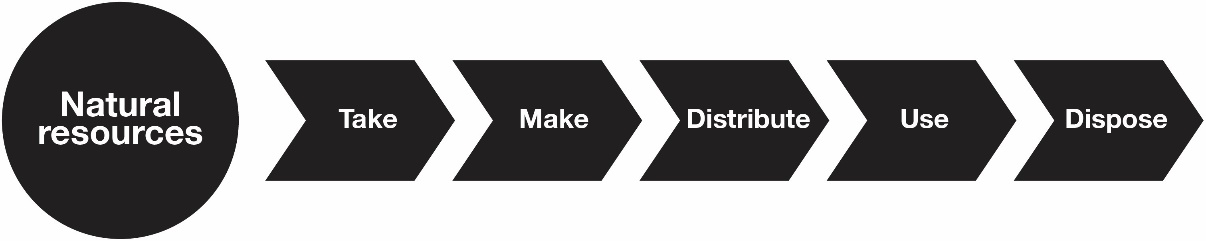 Natural
resources
Take
Make
Distribute
Use
Dispose